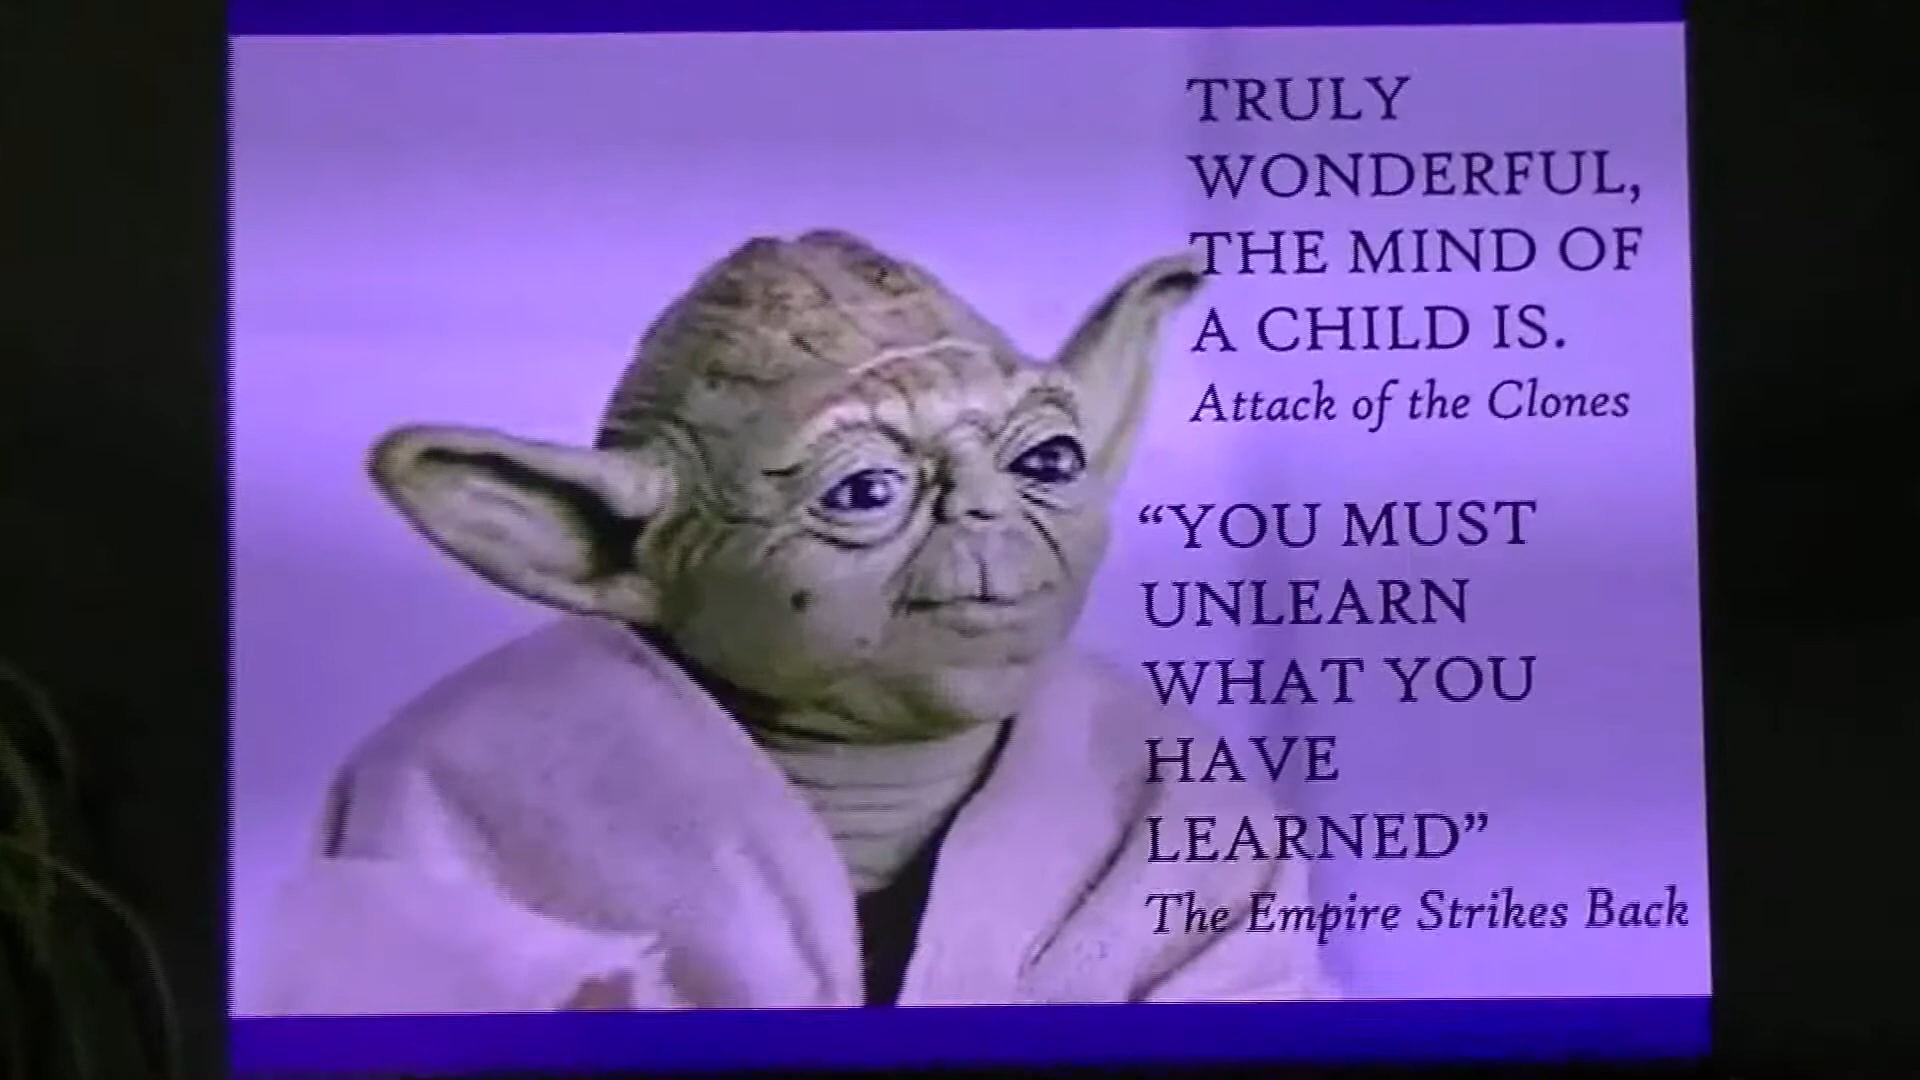 TRULY
WONDERFUL,
THE MIND OF
A CHILD IS.
Attack of the Clones
“YOU MUST
UNLEARN
WHAT YOU
HAVE
LEARNED”
The Empire Strikes Back